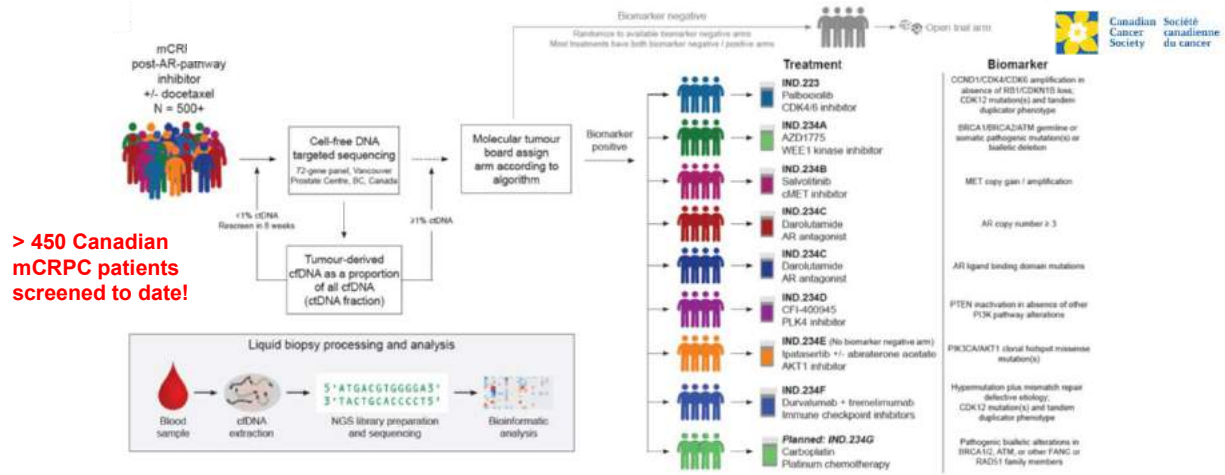 Biomarker negative
Randomize to available biomarker negative arms
Most treatments have both biomarker negative / positive arms
Open trial arm
Canadian Cancer Society
Société canadienne du cancer
mCRI
post-AR-pathway
inhibitor
+/- docetaxel
N = 500+
Cell-free DNA
targeted sequencing
72-gene panel, Vancouver
Prostate Centre, BC, Canada
Molecular tumour
board assign
arm according to
algorithm
Biomarker
positive
<1% ctDNA
Rescreen in 8 weeks
≥1% ctDNA
Tumour-derived
cfDNA as a proportion
of all cfDNA
(ctDNA fraction)
> 450 Canadian
mCRPC patients
screened to date!
Liquid biopsy processing and analysis
5'ATGACGTGGGGA3'
3'TACTGCACCCCT5'
Blood
sample
cfDNA
extraction
NGS library preparation
and sequencing
Bioinformatic
analysis
Treatment
Biomarker
IND.223
Palbociclib
CDK4/6 inhibitor
CCND1/CDK4/CDK6 amplification in
absence of RB1/CDKN1B loss;
CDK12 mutation(s) and tandem
duplicator phenotype
IND.234A
AZD1775
WEE1 kinase inhibitor
BRCA1/BRCA2/ATM germline or
somatic pathogenic mutation(s) or
biallelic deletion
IND.234B
Salvolitinib
cMET inhibitor
MET copy gain / amplification
IND.234C
Darolutamide
AR antagonist
AR copy number ≥ 3
IND.234C
Darolutamide
AR antagonist
AR ligand binding domain mutations
IND.234D
CFI-400945
PLK4 inhibitor
PTEN inactivation in absence of other
PI3K pathway alterations
IND.234E (No biomarker negative arm)
Ipatasertib +/- abiraterone acetate
AKT1 inhibitor
PIK3CA/AKT1 clonal hotspot missense
mutation(s)
IND.234F
Durvalumab + tremelimumab
Immune checkpoint inhibitors
Hypermutation plus mismatch repair
defective etiology;
CDK12 mutation(s) and tandem
duplicator phenotype
Planned: IND.234G
Carboplatin
Platinum chemotherapy
Pathogenic biallelic alterations in
BRCA1/2, ATM, or other FANC or
RAD51 family members